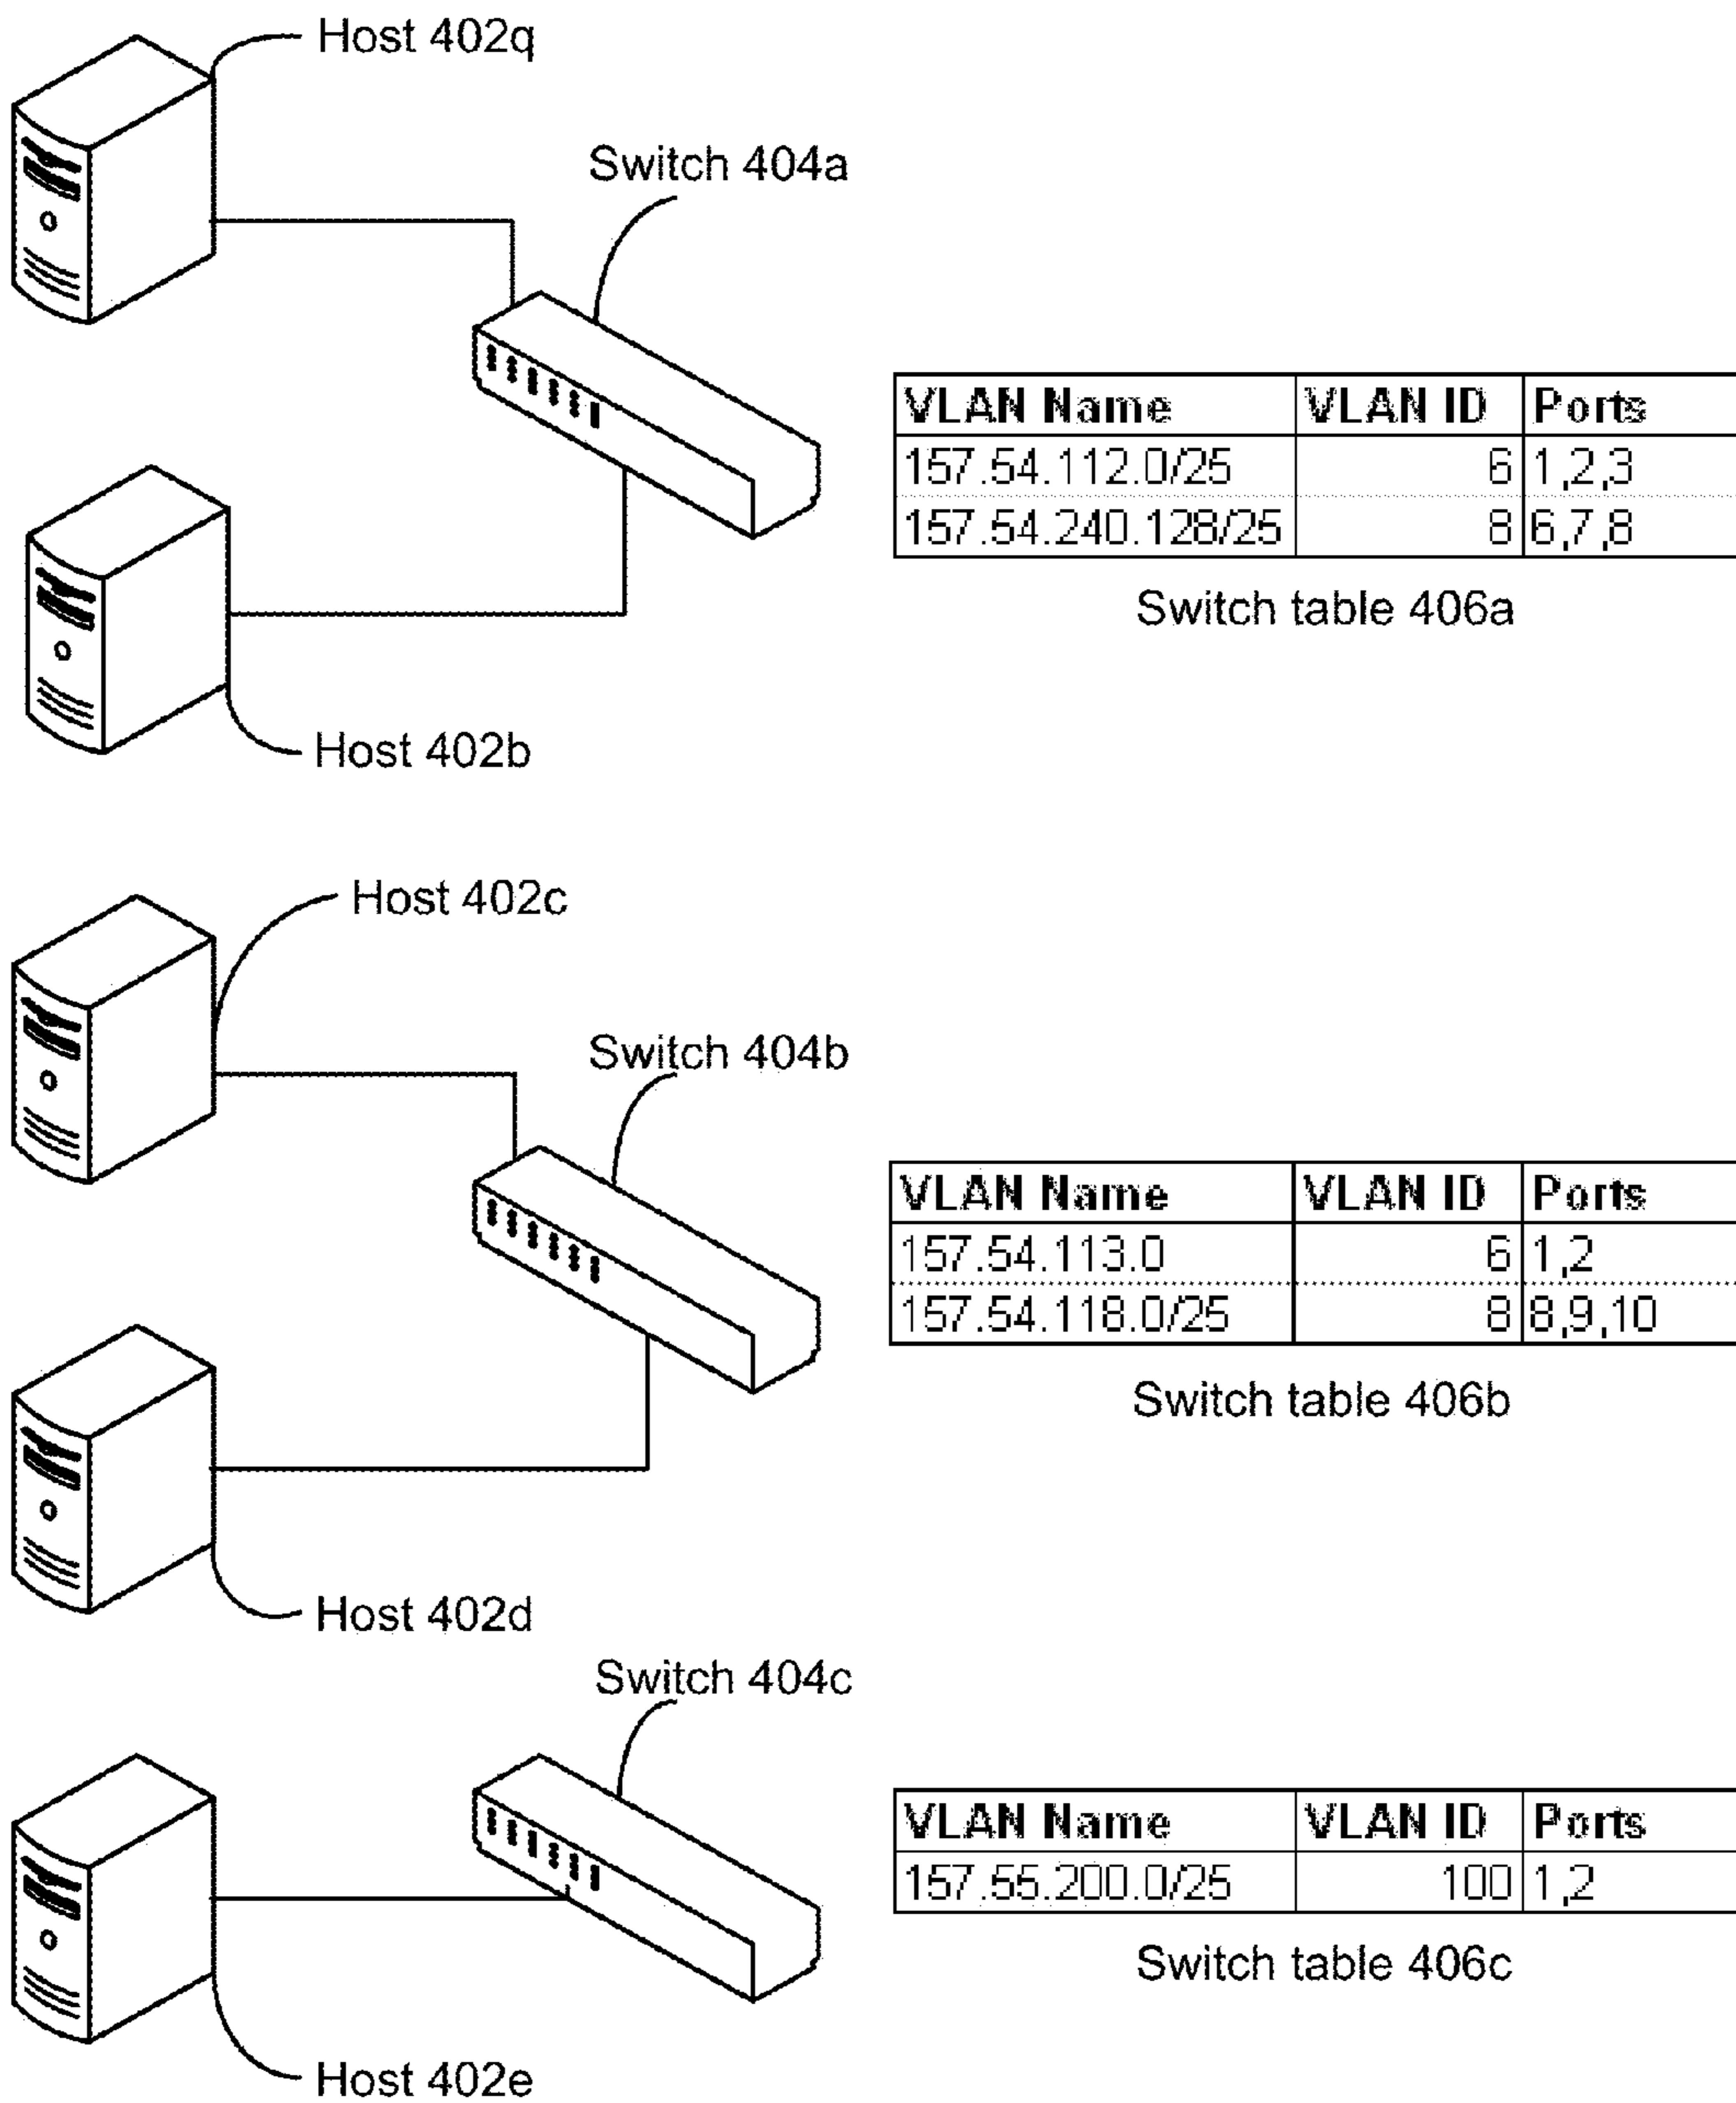 Host 402q
Switch 404a
VLAN Name VLAN ID Ports
157.54.112.0/25 6 1,2,3
157.54.240.128/25 8 6,7,8
Switch table 406a
Host 402b
Host 402c
Switch 404b
VLAN Name VLAN ID Ports
157.54.113.0 6 1,2
157.54.118.0/25 8 8,9,10
Switch table 406b
Host 402d
Switch 404c
VLAN Name VLAN ID Ports
157.55.200.0/25 100 1,2
Switch table 406c
Host 402e